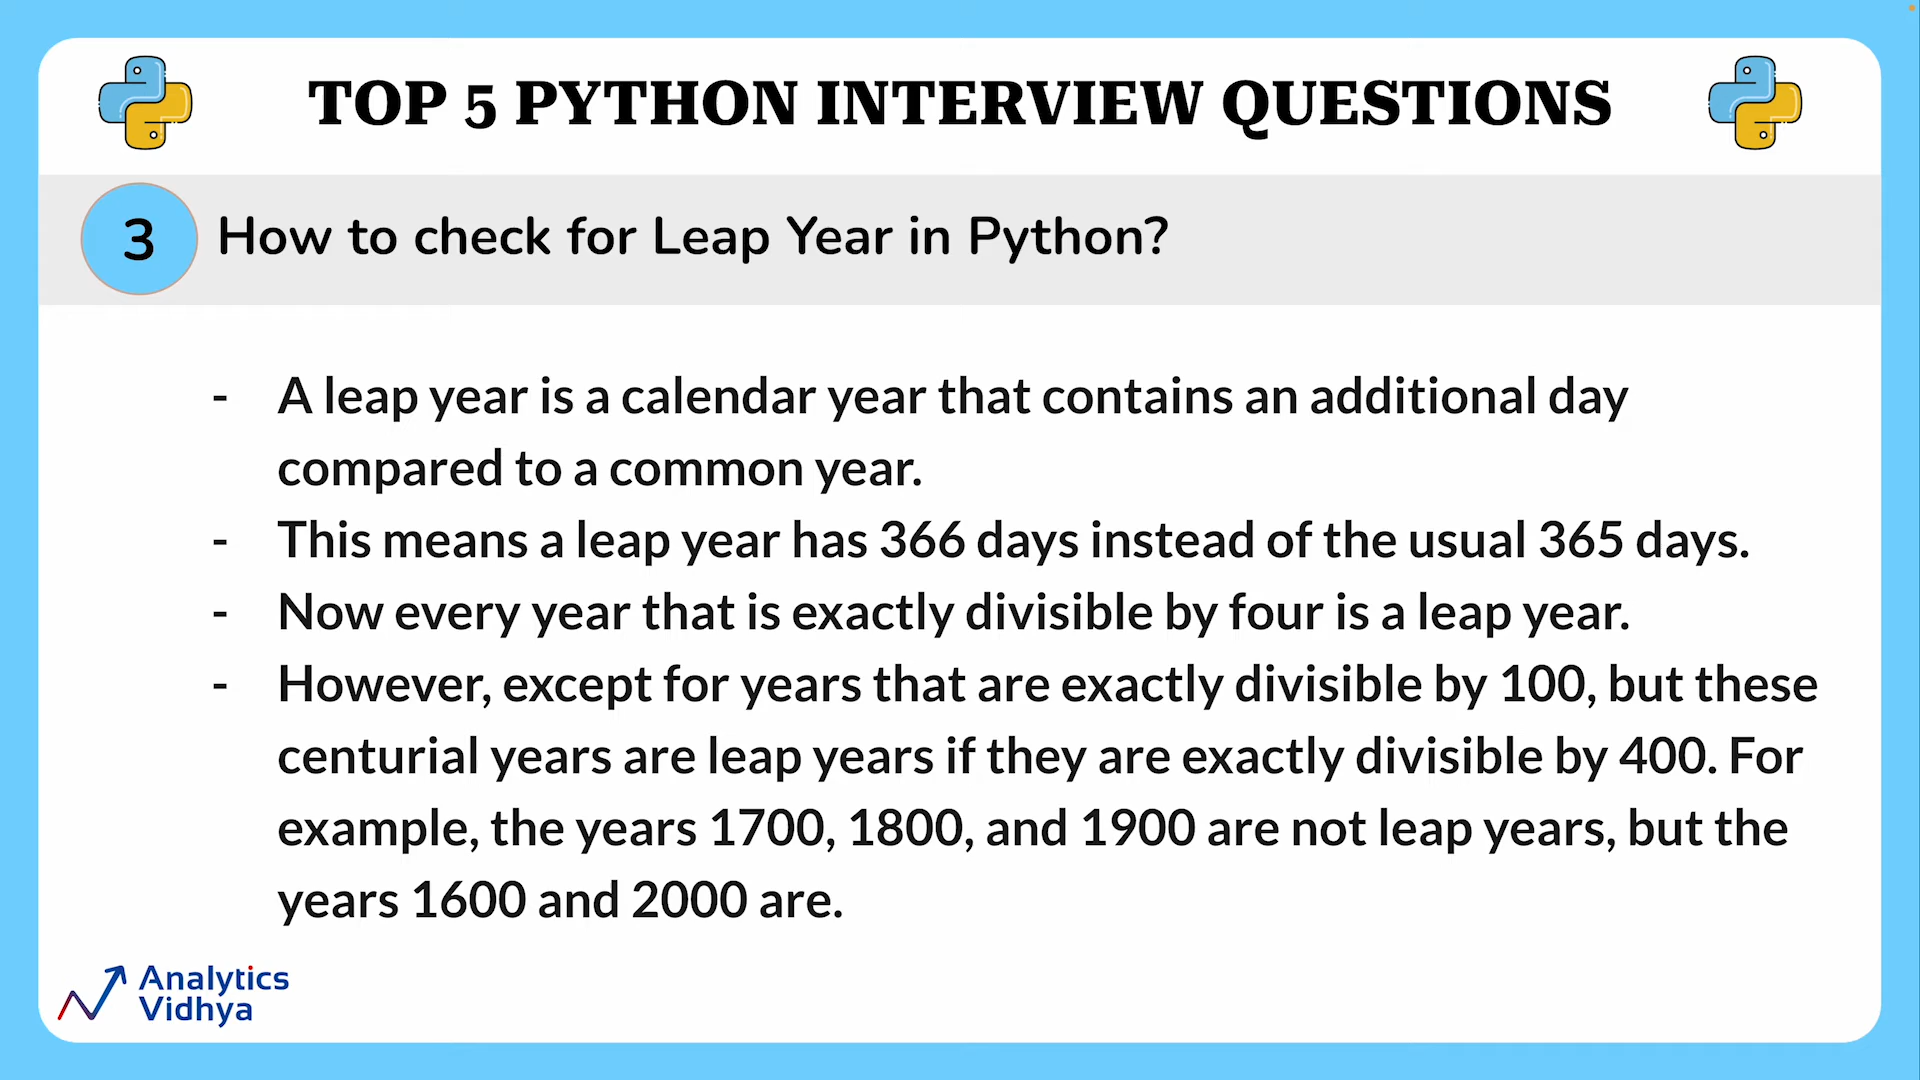 TOP 5 PYTHON INTERVIEW QUESTIONS
3 How to check for Leap Year in Python?
- A leap year is a calendar year that contains an additional day
compared to a common year.
- This means a leap year has 366 days instead of the usual 365 days.
- Now every year that is exactly divisible by four is a leap year.
- However, except for years that are exactly divisible by 100, but these
centurial years are leap years if they are exactly divisible by 400. For
example, the years 1700, 1800, and 1900 are not leap years, but the
years 1600 and 2000 are.
Analytics
Vidhya